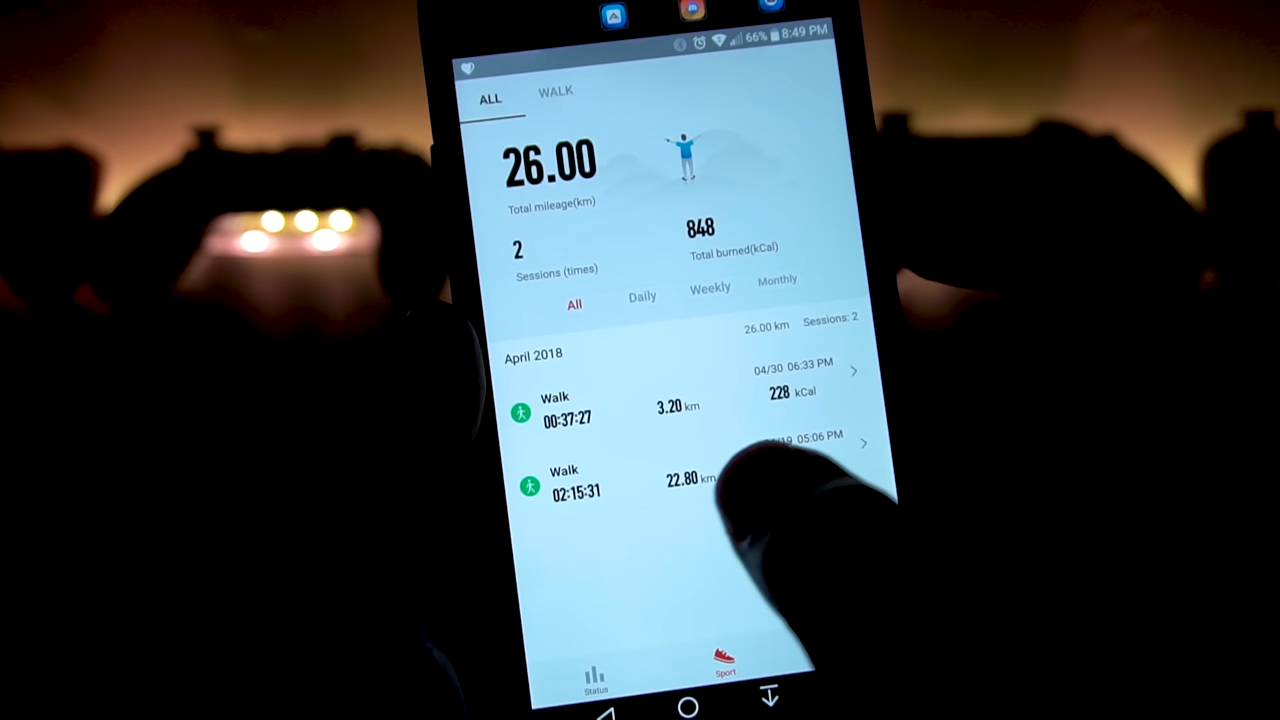 66% 8:49 PM
ALL WALK
26.00
Total mileage(km)
2 848
Sessions (times) Total burned(kCal)
All Daily Weekly Monthly
April 2018 26.00 km Sessions: 2
Walk 04/30 06:33 PM
00:37:27 3.20 km 228 kCal
Walk 19 05:06 PM
02:15:31 22.80 km
Status Sport